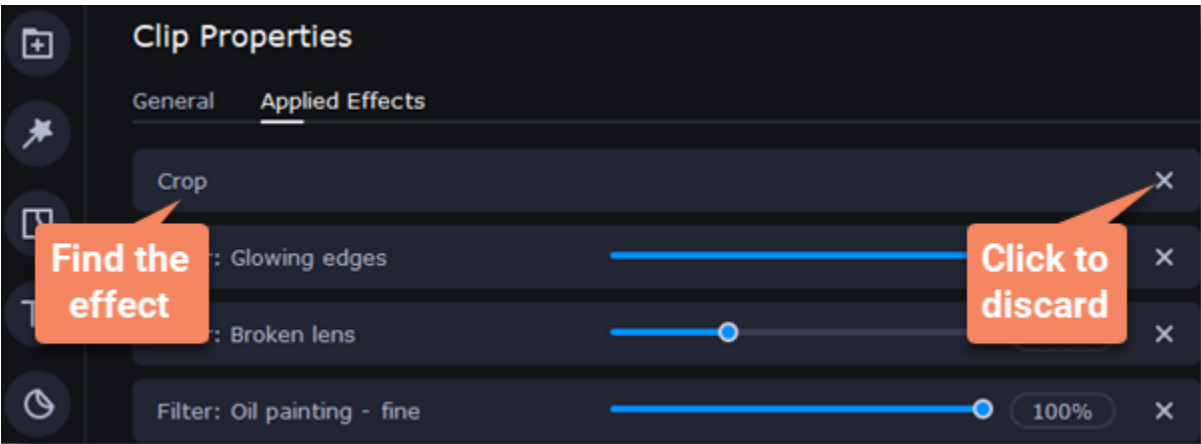 Clip Properties
General Applied Effects
Crop
Find the
effect
Click to
discard
: Glowing edges
: Broken lens
Filter: Oil painting - fine 100%